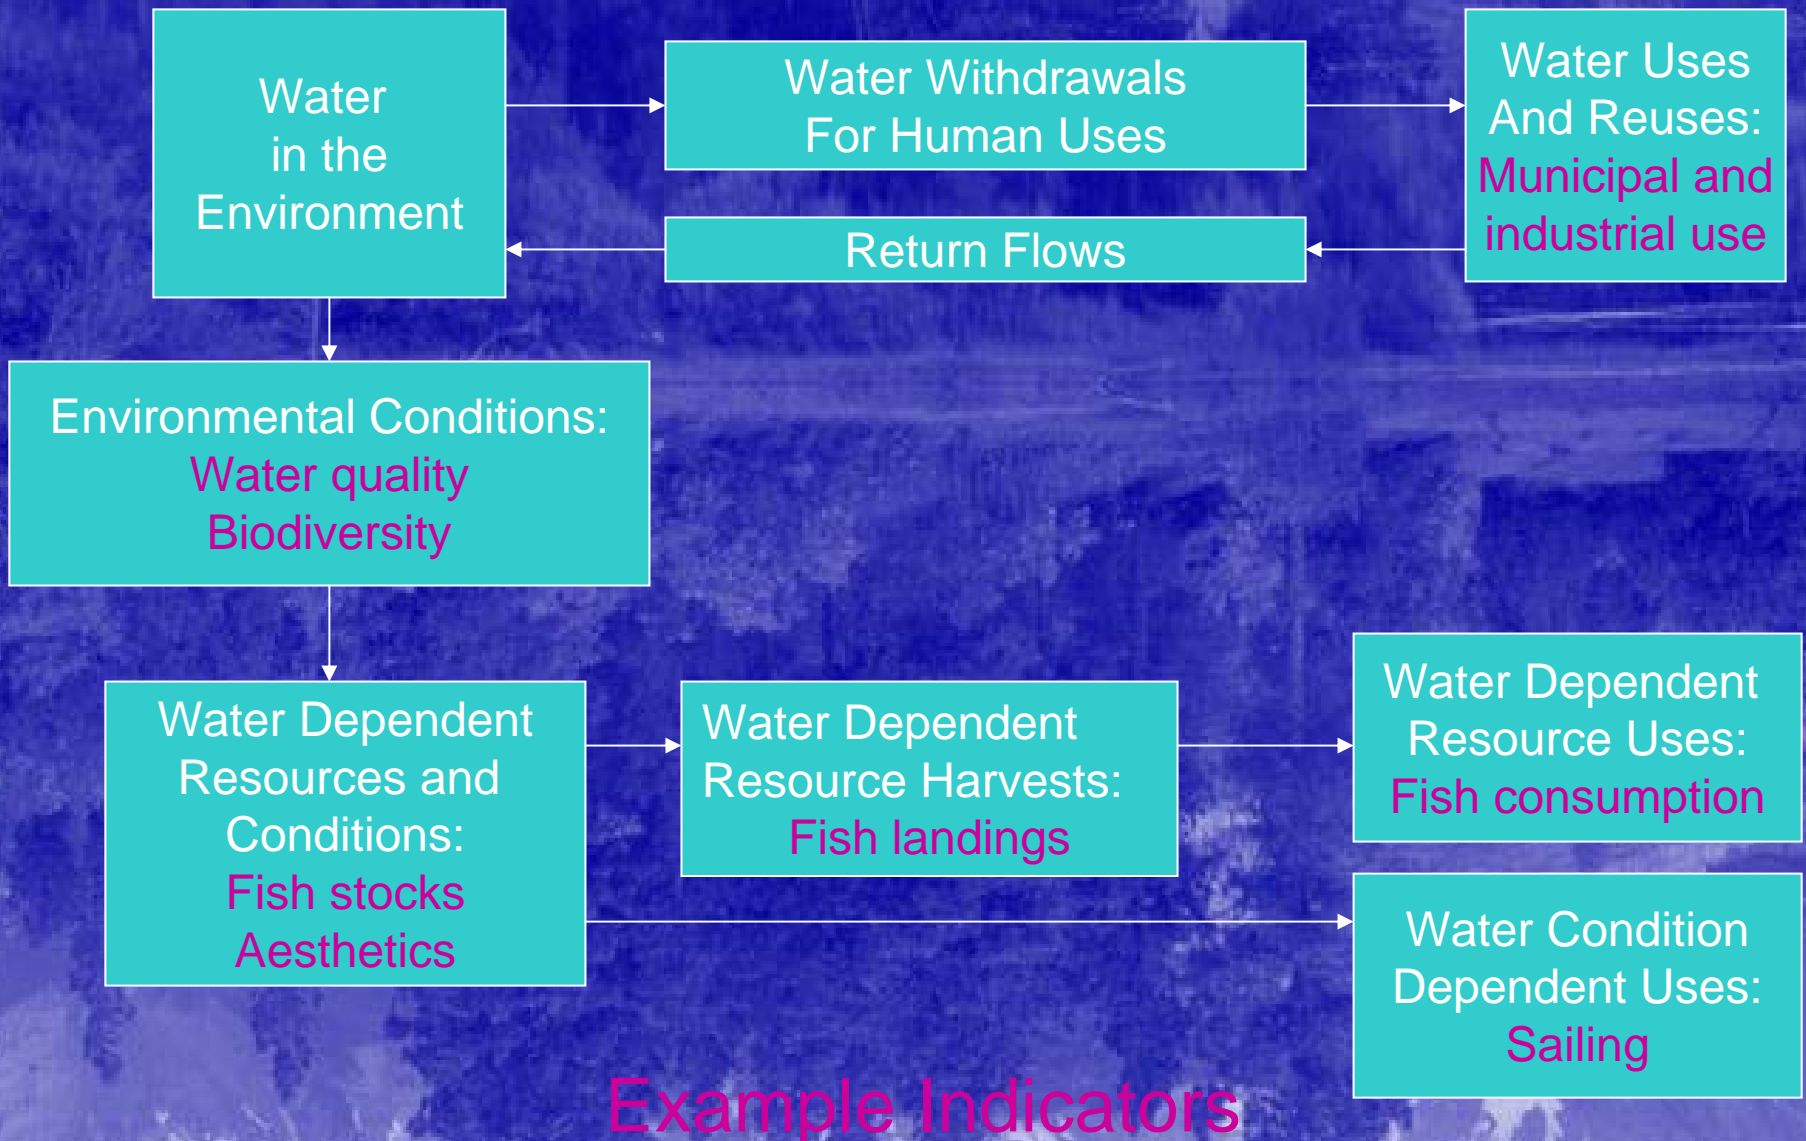 Water
in the
Environment
Water Withdrawals
For Human Uses
Water Uses
And Reuses:
Municipal and
industrial use
Return Flows
Environmental Conditions:
Water quality
Biodiversity
Water Dependent
Resources and
Conditions:
Fish stocks
Aesthetics
Water Dependent
Resource Harvests:
Fish landings
Water Dependent
Resource Uses:
Fish consumption
Water Condition
Dependent Uses:
Sailing
Example Indicators